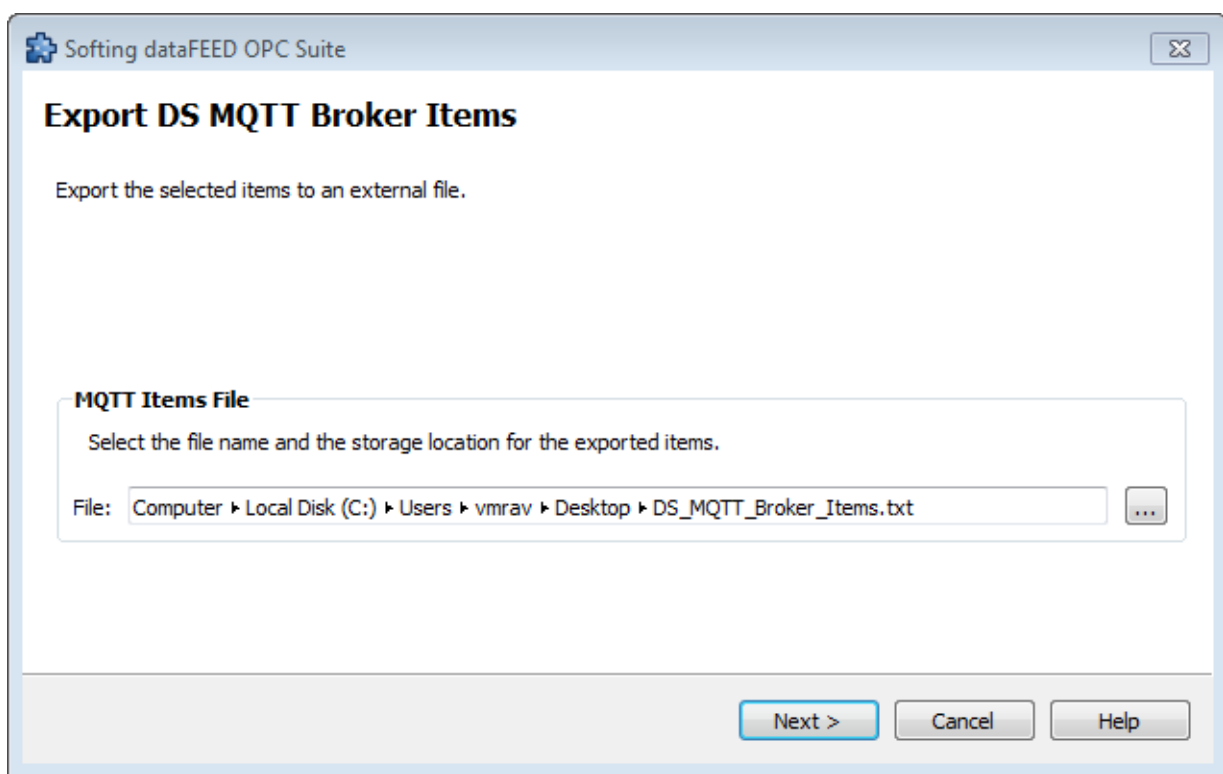 Softing dataFEED OPC Suite
Export DS MQTT Broker Items
Export the selected items to an external file.
MQTT Items File
Select the file name and the storage location for the exported items.
File: Computer ▸ Local Disk (C:) ▸ Users ▸ vmrav ▸ Desktop ▸ DS_MQTT_Broker_Items.txt ...
Next > Cancel Help